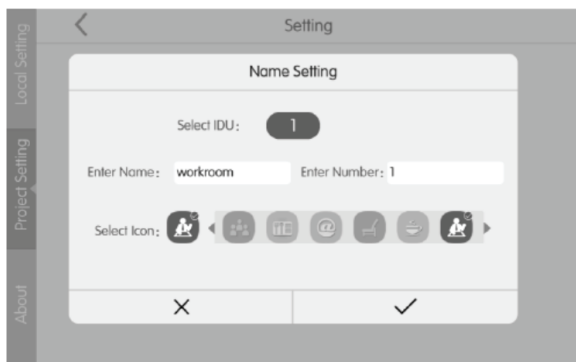 Setting
Local Setting
Project Setting
About
Name Setting
Select IDU: 1
Enter Name: workroom Enter Number: 1
Select Icon:
@